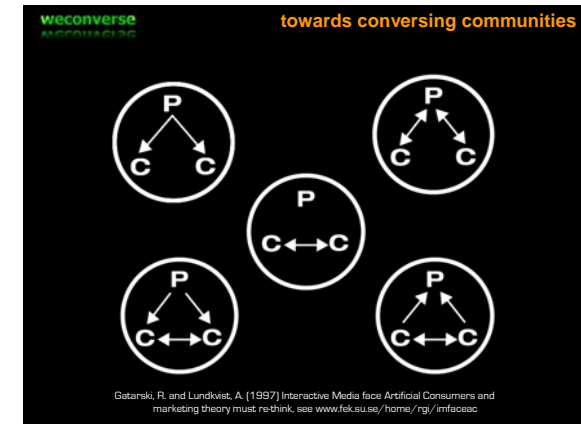 weconverse
towards conversing communities
P
C C
P
C C
P
C C
P
C C
P
C C
Gatarski, R. and Lundkvist, A. (1997) Interactive Media face Artificial Consumers and
marketing theory must re-think, see www.fek.su.se/home/rgi/imfaceac